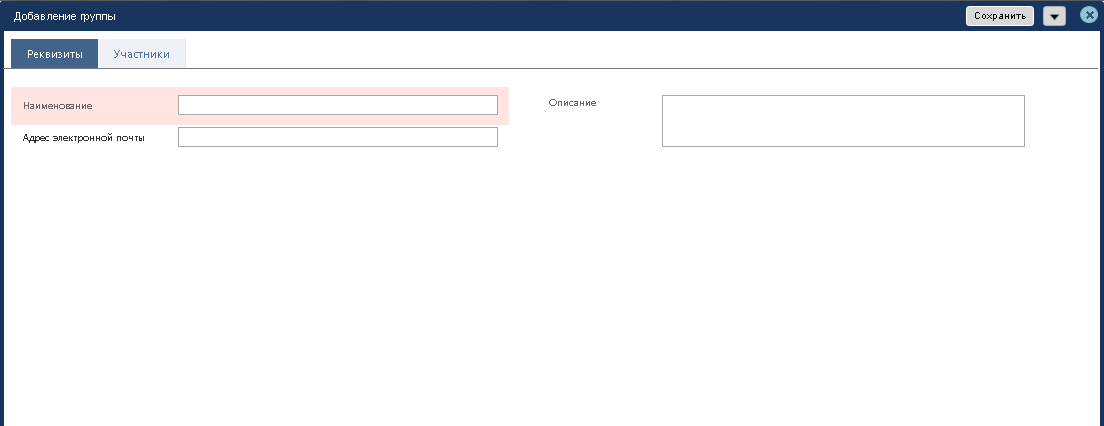 Добавление группы
Сохранить
Реквизиты
Участники
Наименование
Описание
Адрес электронной почты